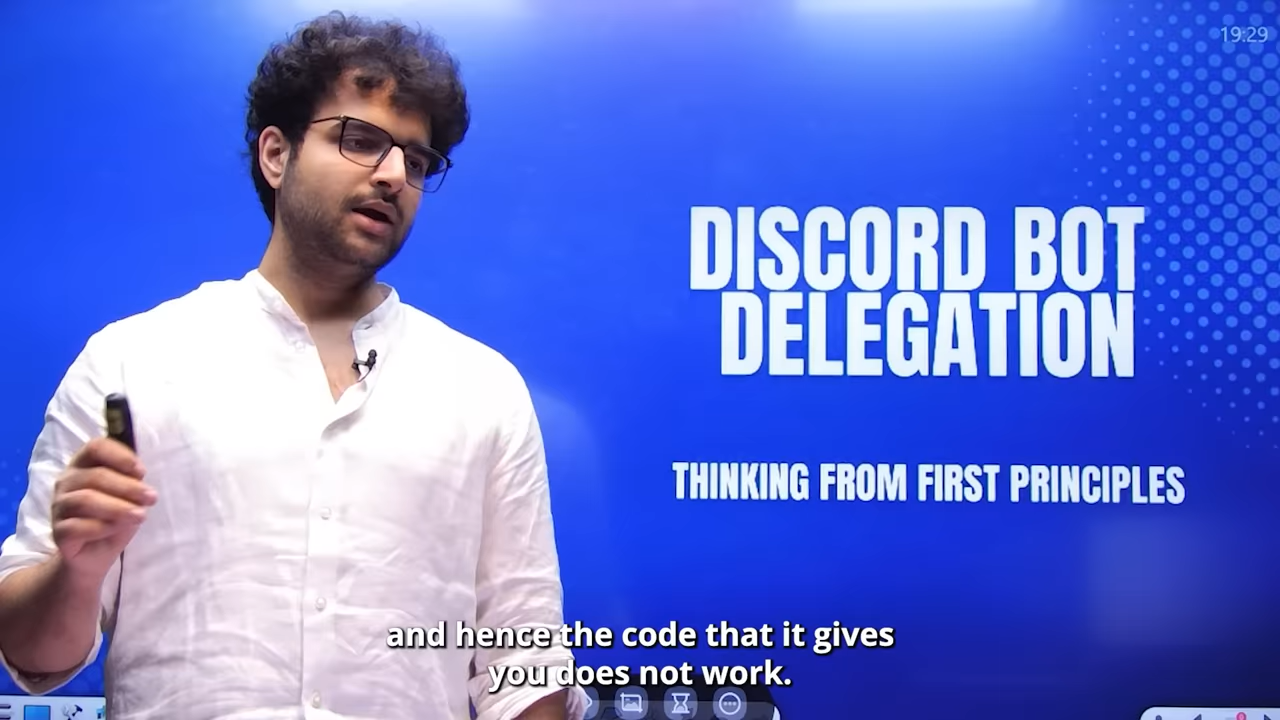 19:29
DISCORD BOT
DELEGATION
THINKING FROM FIRST PRINCIPLES
and hence the code that it gives
you does not work.